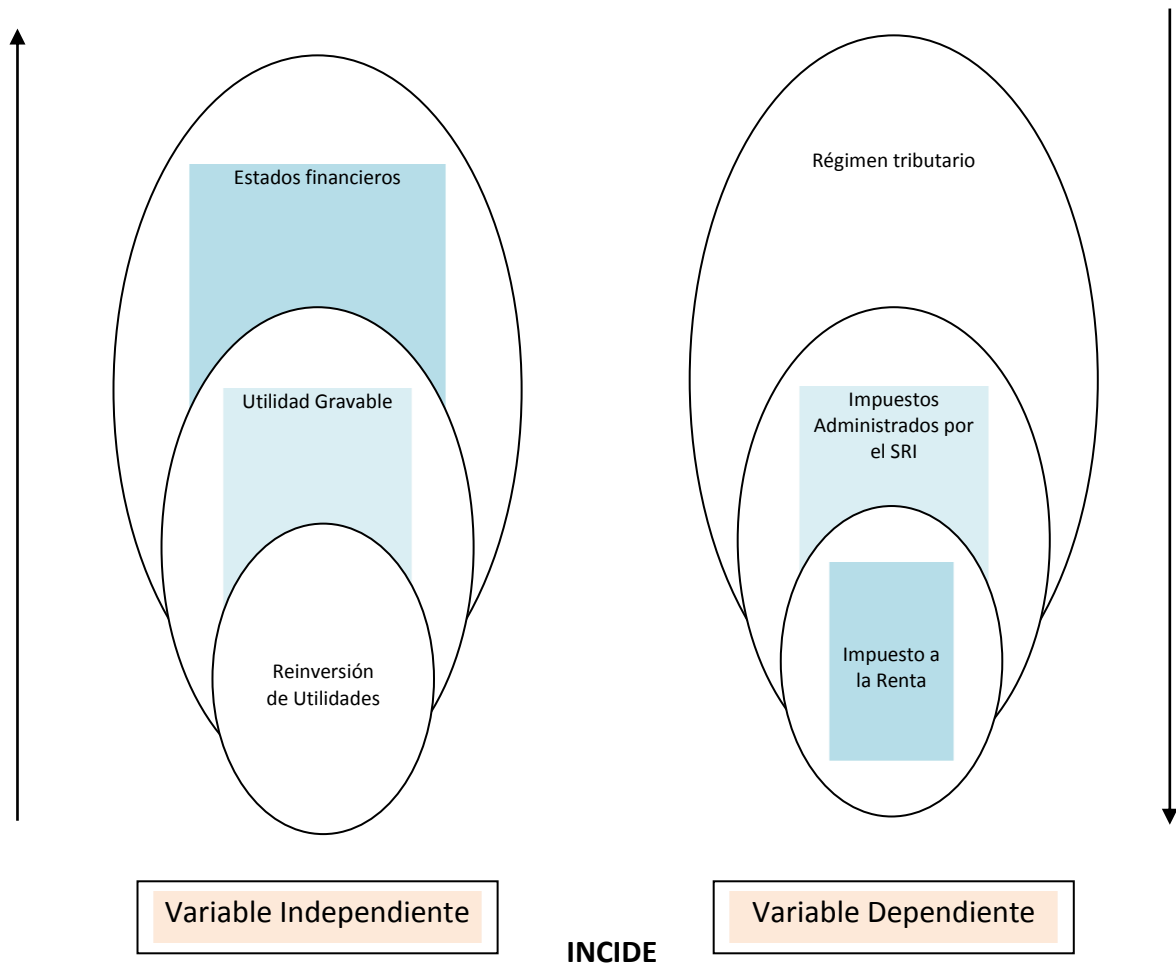 Estados financieros
Utilidad Gravable
Reinversión
de Utilidades
Régimen tributario
Impuestos
Administrados por
el SRI
Impuesto a
la Renta
Variable Independiente
INCIDE
Variable Dependiente